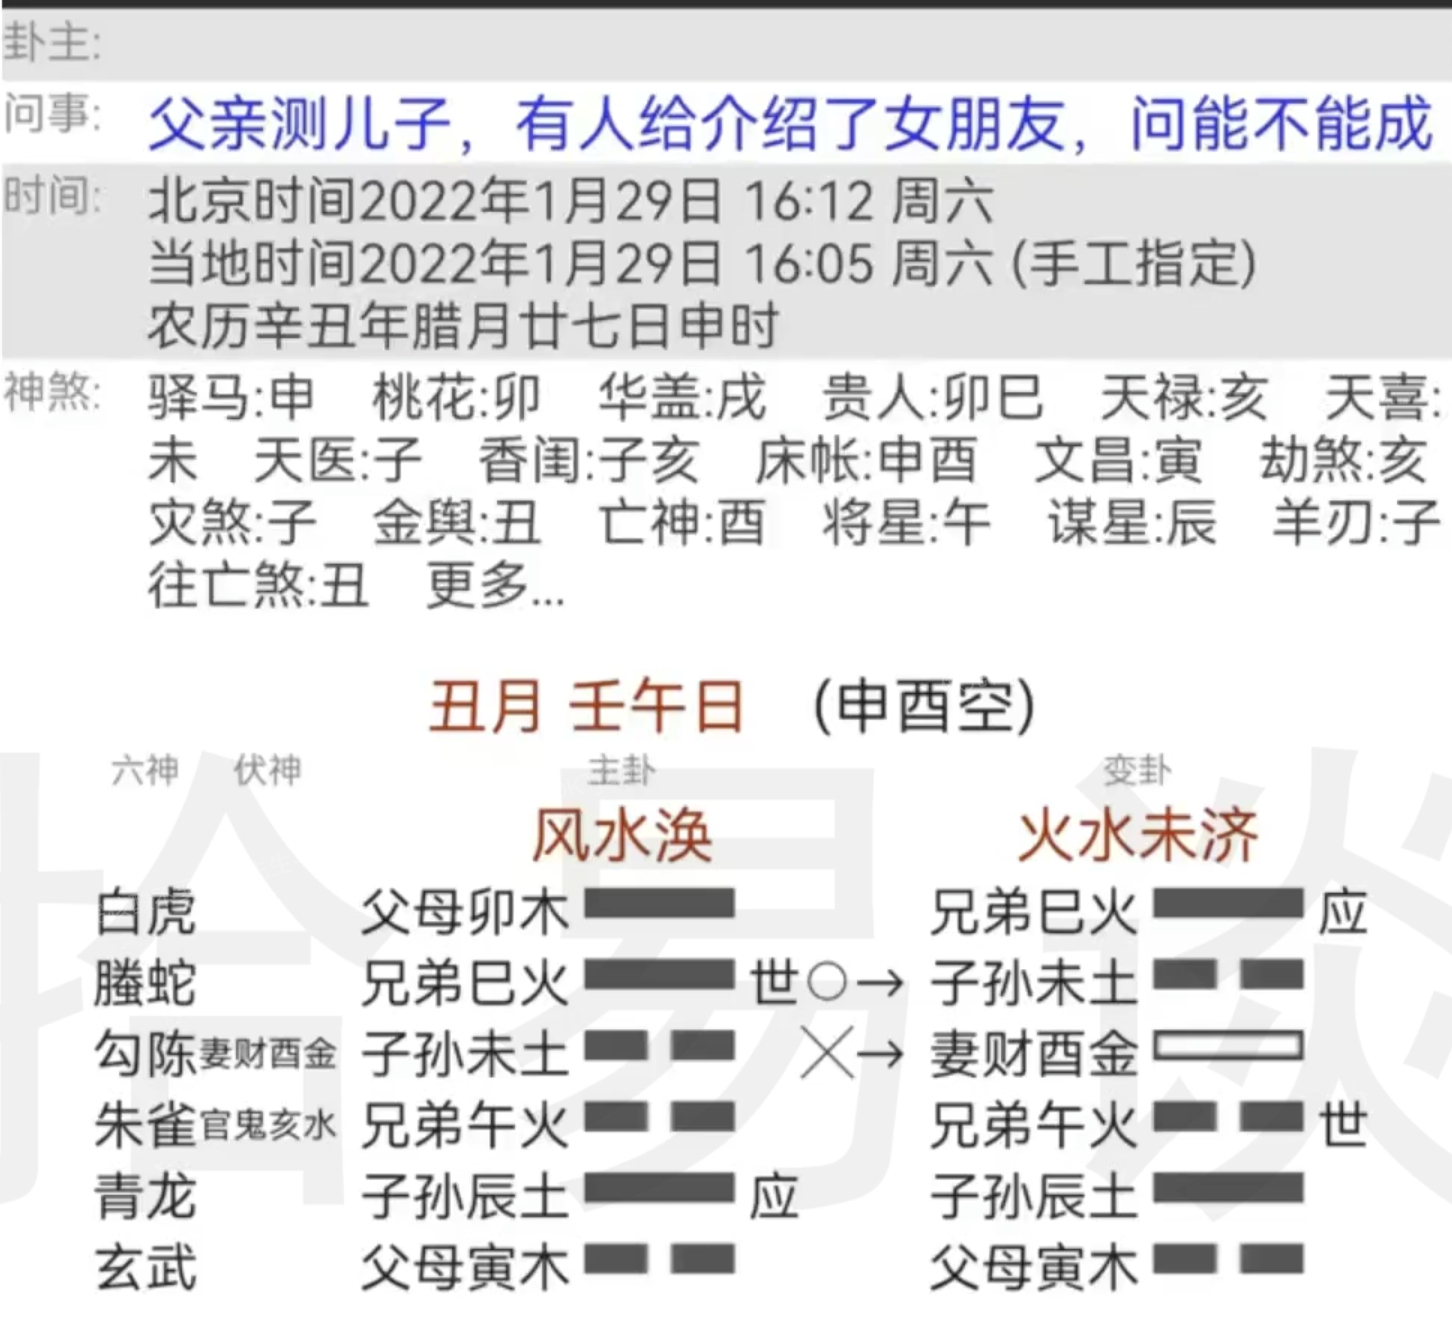 卦主:
问事: 父亲测儿子，有人给介绍了女朋友，问能不能成
时间: 北京时间2022年1月29日 16:12 周六
当地时间2022年1月29日 16:05 周六 (手工指定)
农历辛丑年腊月廿七日申时
神煞: 驿马:申 桃花:卯 华盖:戌 贵人:卯巳 天禄:亥 天喜:
未 天医:子 香闺:子亥 床帐:申酉 文昌:寅 劫煞:亥
灾煞:子 金舆:丑 亡神:酉 将星:午 谋星:辰 羊刃:子
往亡煞:丑 更多...
丑月 壬午日 (申酉空)
六神 伏神 主卦 变卦
风水涣 火水未济
白虎 父母卯木 兄弟巳火 应
螣蛇 兄弟巳火 世○→ 子孙未土
勾陈妻财酉金 子孙未土 ×→ 妻财酉金
朱雀官鬼亥水 兄弟午火 兄弟午火 世
青龙 子孙辰土 应 子孙辰土
玄武 父母寅木 父母寅木
拾易谈